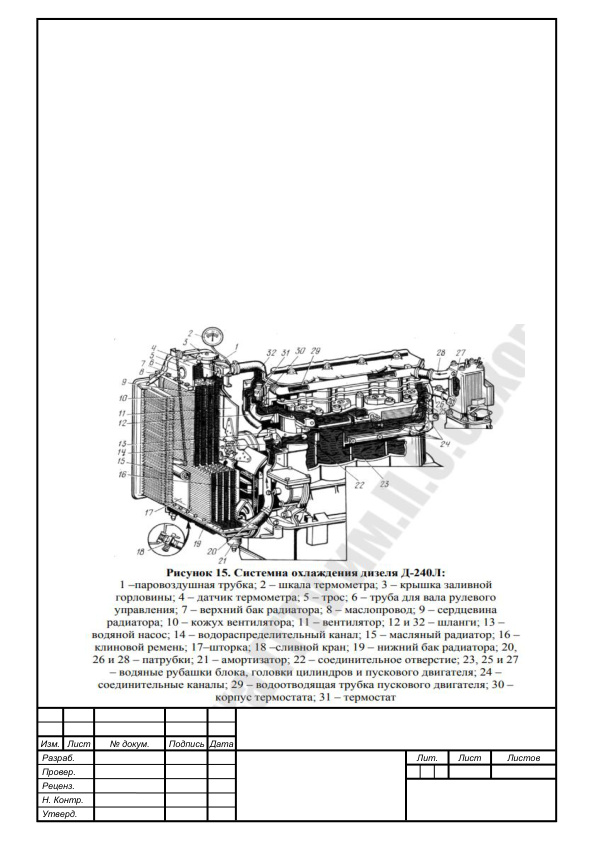 2
1
3
4
5
6
7
8
9
10
11
12
13
14
15
16
17
18
19
20
21
32
31
30
29
28
27
26
25
24
22
23
Рисунок 15. Системна охлаждения дизеля Д-240Л:
1 –паровоздушная трубка; 2 – шкала термометра; 3 – крышка заливной
горловины; 4 – датчик термометра; 5 – трос; 6 – труба для вала рулевого
управления; 7 – верхний бак радиатора; 8 – маслопровод; 9 – сердцевина
радиатора; 10 – кожух вентилятора; 11 – вентилятор; 12 и 32 – шланги; 13 –
водяной насос; 14 – водораспределительный канал; 15 – масляный радиатор; 16 –
клиновой ремень; 17–шторка; 18 –сливной кран; 19 – нижний бак радиатора; 20,
26 и 28 – патрубки; 21 – амортизатор; 22 – соединительное отверстие; 23, 25 и 27
– водяные рубашки блока, головки цилиндров и пускового двигателя; 24 –
соединительные каналы; 29 – водоотводящая трубка пускового двигателя; 30 –
корпус термостата; 31 – термостат
Изм. Лист № докум. Подпись Дата
Разраб. Лит. Лист Листов
Провер.
Реценз.
Н. Контр.
Утверд.